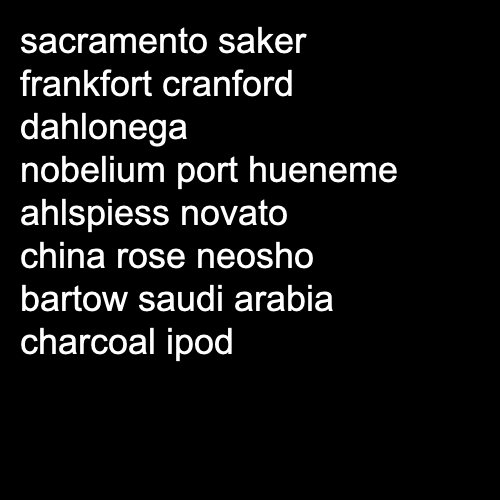 sacramento saker
frankfort cranford
dahlonega
nobelium port hueneme
ahlspiess novato
china rose neosho
bartow saudi arabia
charcoal ipod